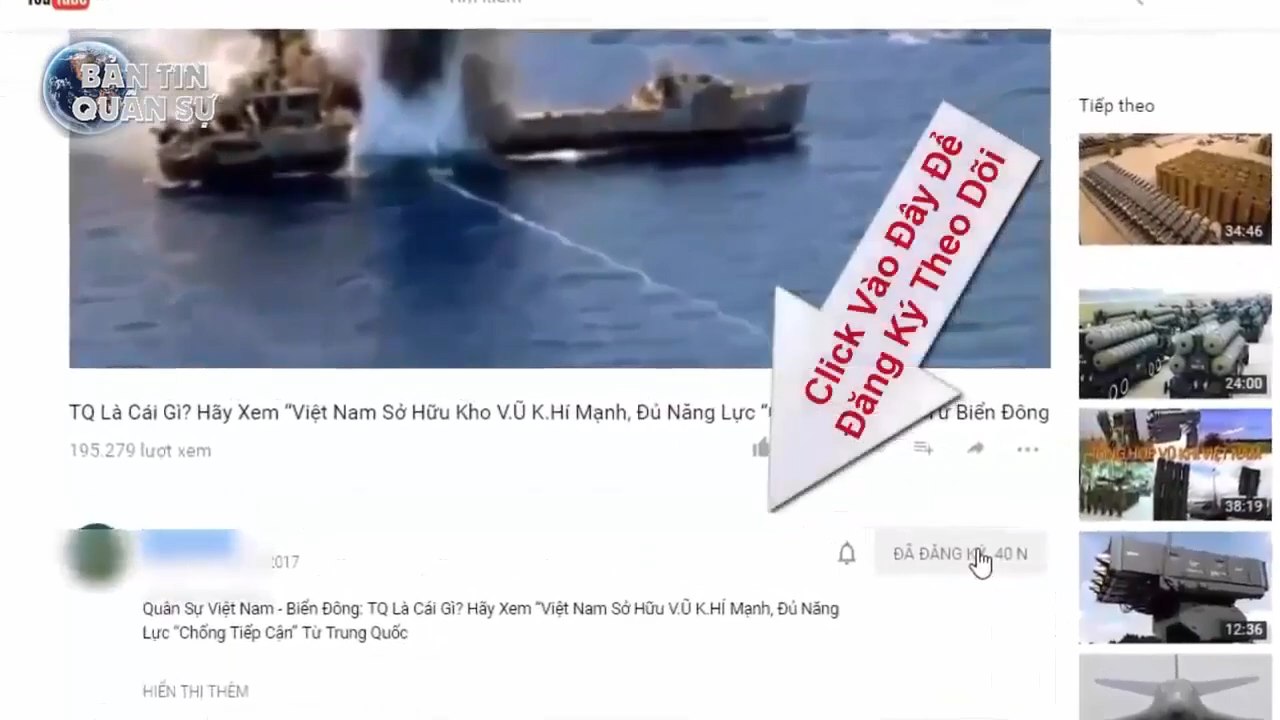 YouTube
BẢN TIN
QUÂN SỰ
Tiếp theo
34:46
Click Vào Đây Để
Đăng Ký Theo Dõi
24:00
TQ Là Cái Gì? Hãy Xem “Việt Nam Sở Hữu Kho V.Ũ K.Hí Mạnh, Đủ Năng Lực “
Từ Biển Đông
195.279 lượt xem
38:19
2017
ĐÃ ĐĂNG KÝ 40 N
12:36
Quân Sự Việt Nam - Biển Đông: TQ Là Cái Gì? Hãy Xem “Việt Nam Sở Hữu V.Ũ K.HÍ Mạnh, Đủ Năng
Lực “Chống Tiếp Cận” Từ Trung Quốc
HIỂN THỊ THÊM